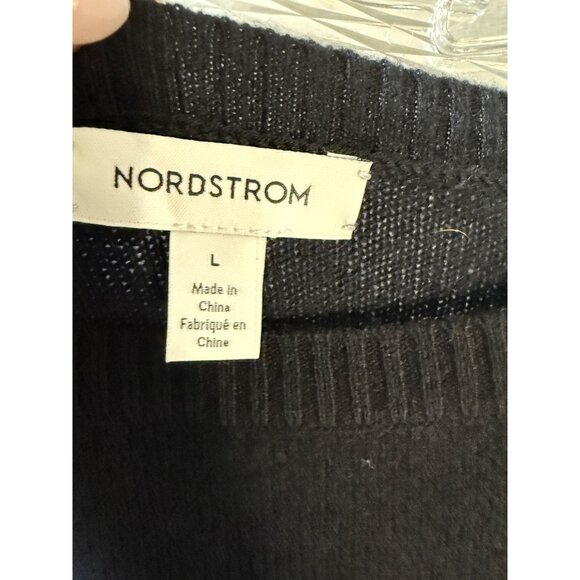 NORDSTROM
L
Made in
China
Fabriqué en
Chine